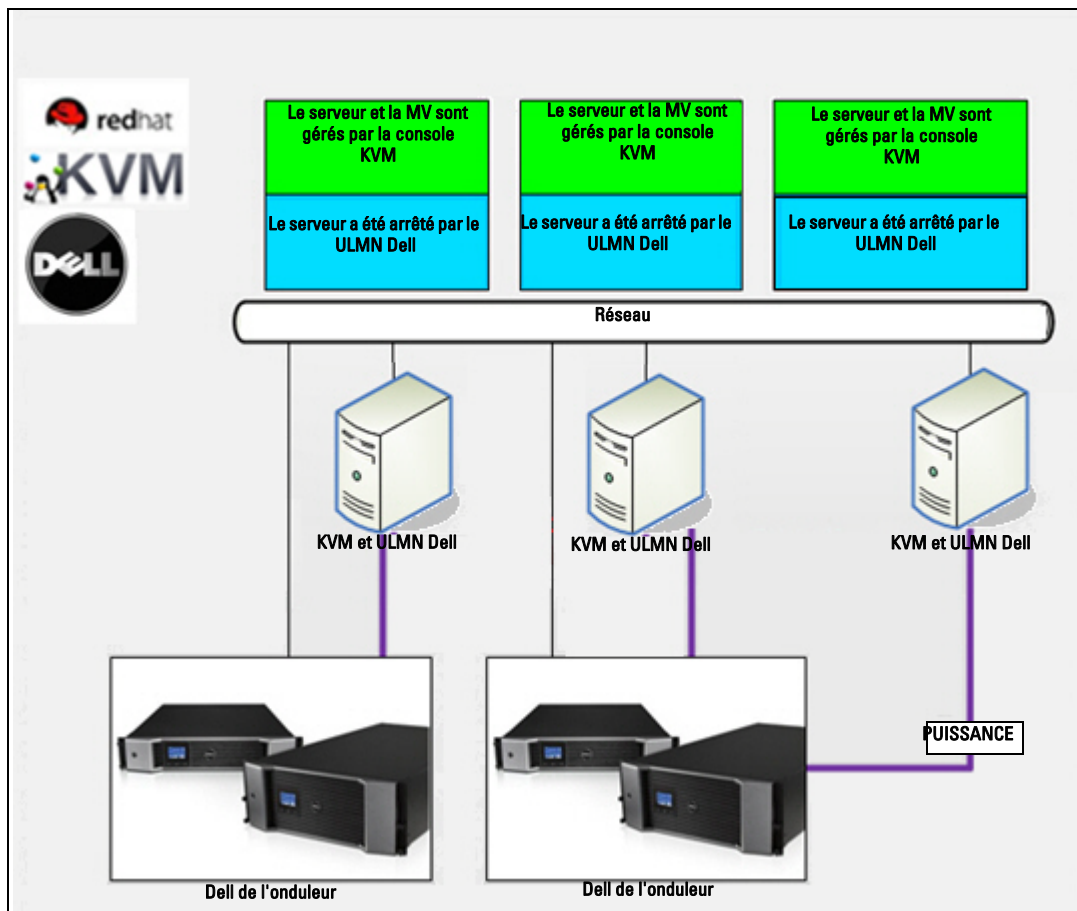 redhat
KVM
DELL
Le serveur et la MV sont
gérés par la console
KVM
Le serveur a été arrêté par le
ULMN Dell
Le serveur et la MV sont
gérés par la console
KVM
Le serveur a été arrêté par le
ULMN Dell
Le serveur et la MV sont
gérés par la console
KVM
Le serveur a été arrêté par le
ULMN Dell
Réseau
KVM et ULMN Dell
KVM et ULMN Dell
KVM et ULMN Dell
PUISSANCE
Dell de l'onduleur
Dell de l'onduleur